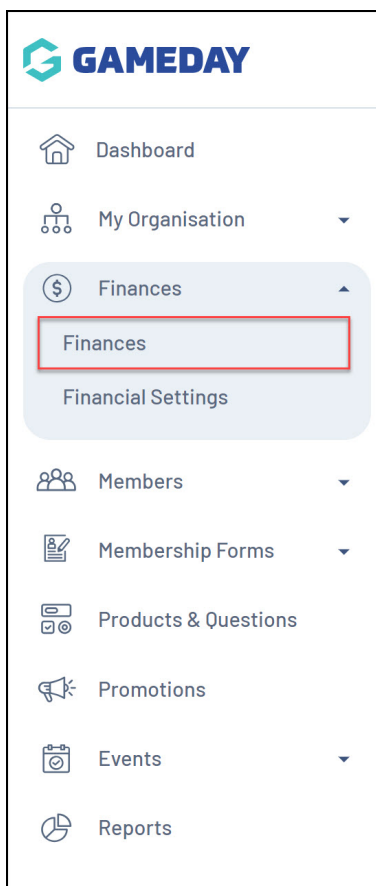 GAMEDAY
Dashboard
My Organisation
Finances
Finances
Financial Settings
Members
Membership Forms
Products & Questions
Promotions
Events
Reports